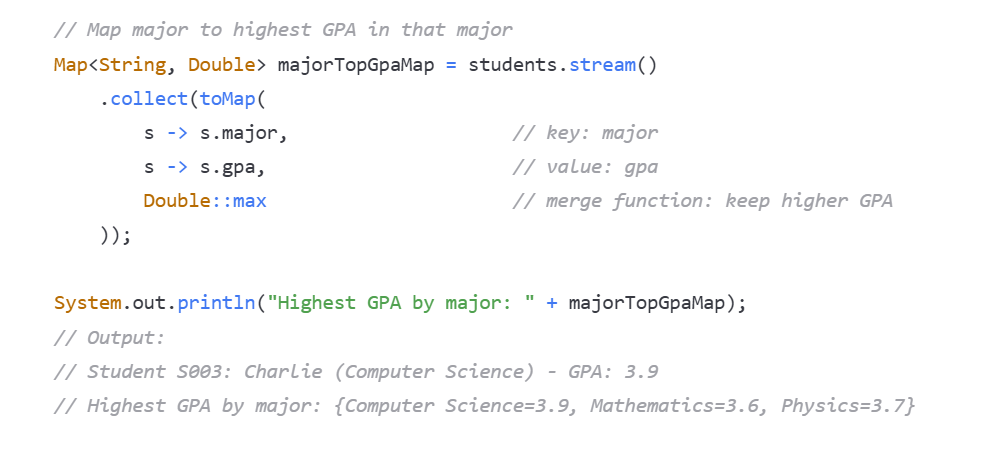 // Map major to highest GPA in that major
Map<String, Double> majorTopGpaMap = students.stream()
    .collect(toMap(
        s -> s.major,                    // key: major
        s -> s.gpa,                      // value: gpa
        Double::max                      // merge function: keep higher GPA
    ));

System.out.println("Highest GPA by major: " + majorTopGpaMap);
// Output:
// Student S003: Charlie (Computer Science) - GPA: 3.9
// Highest GPA by major: {Computer Science=3.9, Mathematics=3.6, Physics=3.7}